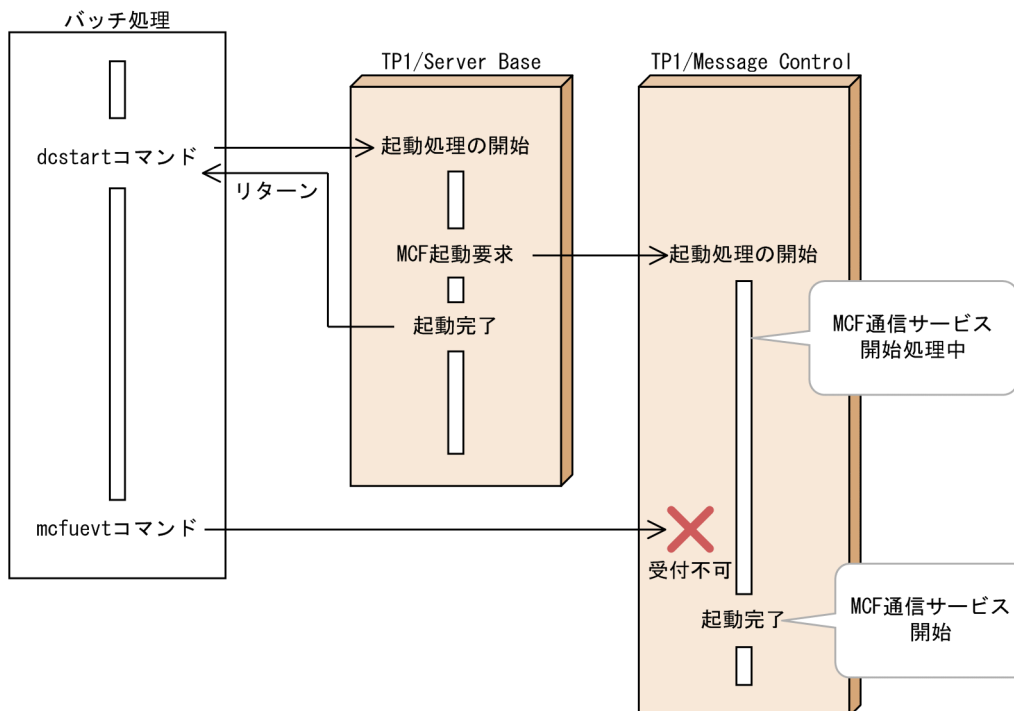 バッチ処理
TP1/Server Base
TP1/Message Control
dcstartコマンド
起動処理の開始
リターン
MCF起動要求
起動処理の開始
起動完了
MCF通信サービス
開始処理中
mcfuevtコマンド
受付不可
起動完了
MCF通信サービス
開始